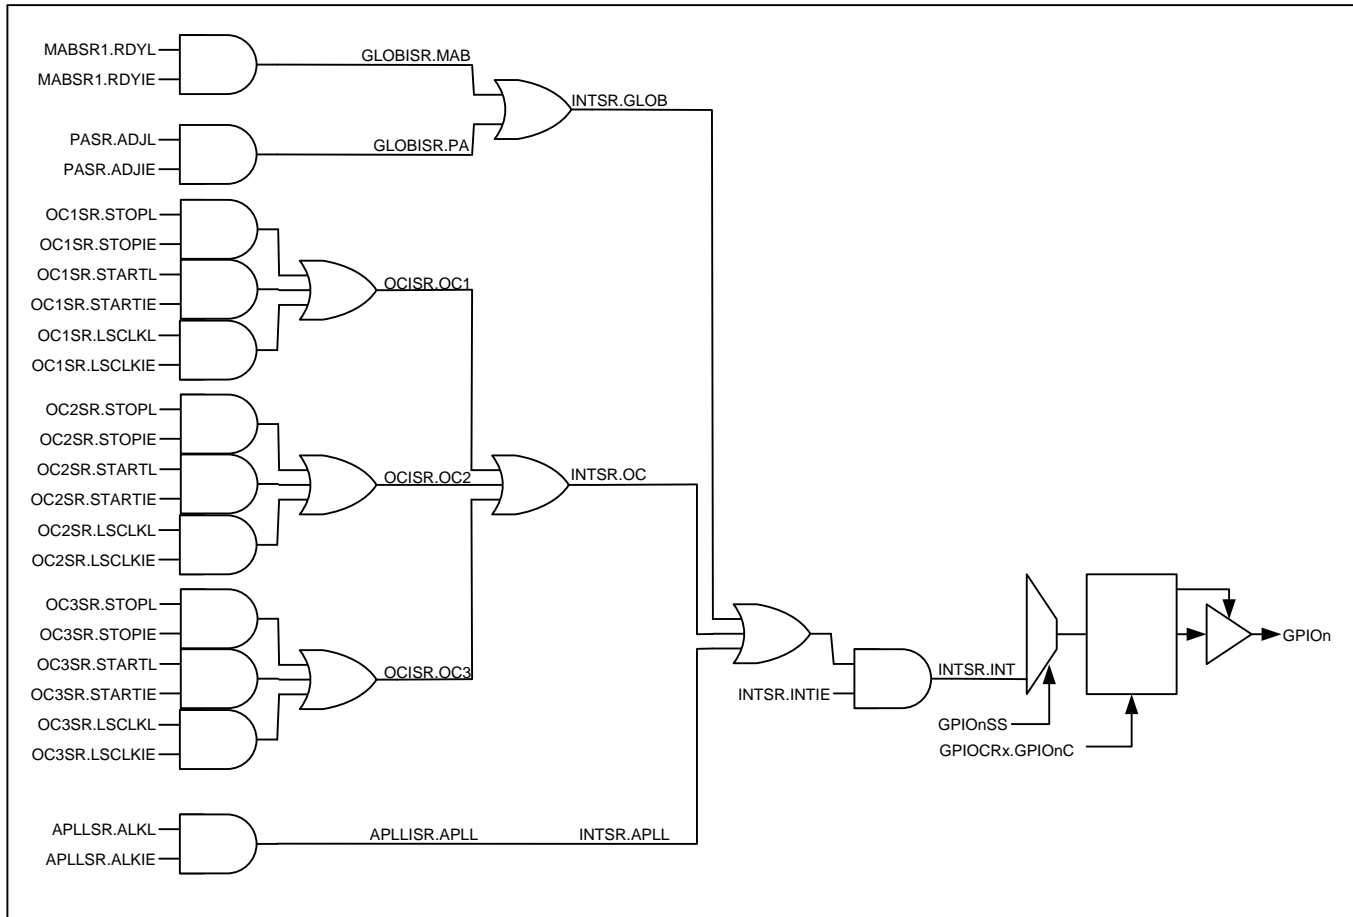 MABSR1.RDYL
MABSR1.RDYIE
GLOBISR.MAB
INTSR.GLOB
PASR.ADJL
PASR.ADJIE
GLOBISR.PA
OC1SR.STOPL
OC1SR.STOPIE
OC1SR.STARTL
OC1SR.STARTIE
OC1SR.LSCLKL
OC1SR.LSCLKIE
OCISR.OC1
OC2SR.STOPL
OC2SR.STOPIE
OC2SR.STARTL
OC2SR.STARTIE
OC2SR.LSCLKL
OC2SR.LSCLKIE
OCISR.OC2
INTSR.OC
OC3SR.STOPL
OC3SR.STOPIE
OC3SR.STARTL
OC3SR.STARTIE
OC3SR.LSCLKL
OC3SR.LSCLKIE
OCISR.OC3
APLLSR.ALKL
APLLSR.ALKIE
APLLISR.APLL
INTSR.APLL
INTSR.INTIE
INTSR.INT
GPIOnSS
GPIOCRx.GPIOnC
GPIOn